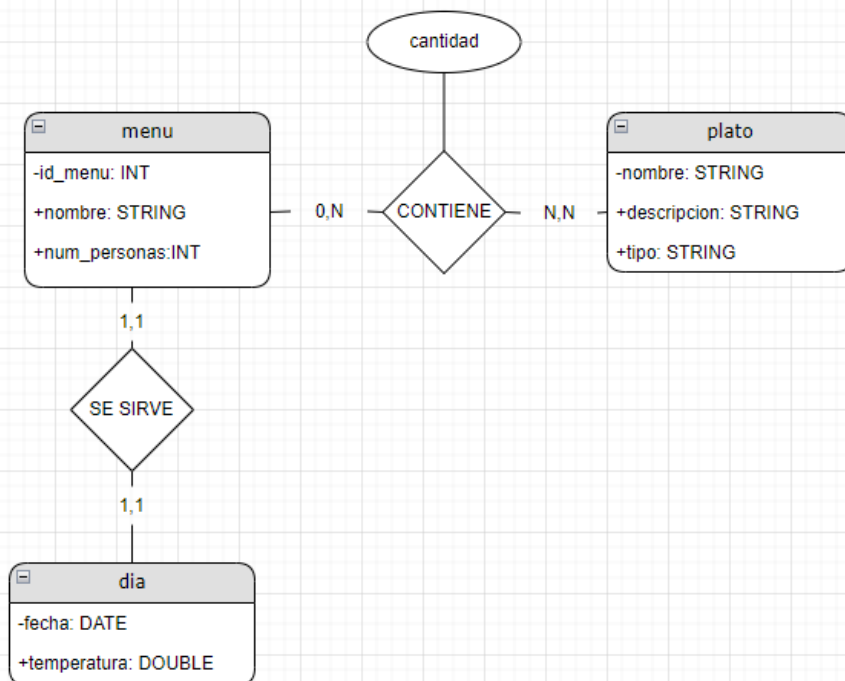 cantidad
menu
-id_menu: INT
+nombre: STRING
+num_personas:INT
0,N
CONTIENE
N,N
plato
-nombre: STRING
+descripcion: STRING
+tipo: STRING
1,1
SE SIRVE
1,1
dia
-fecha: DATE
+temperatura: DOUBLE